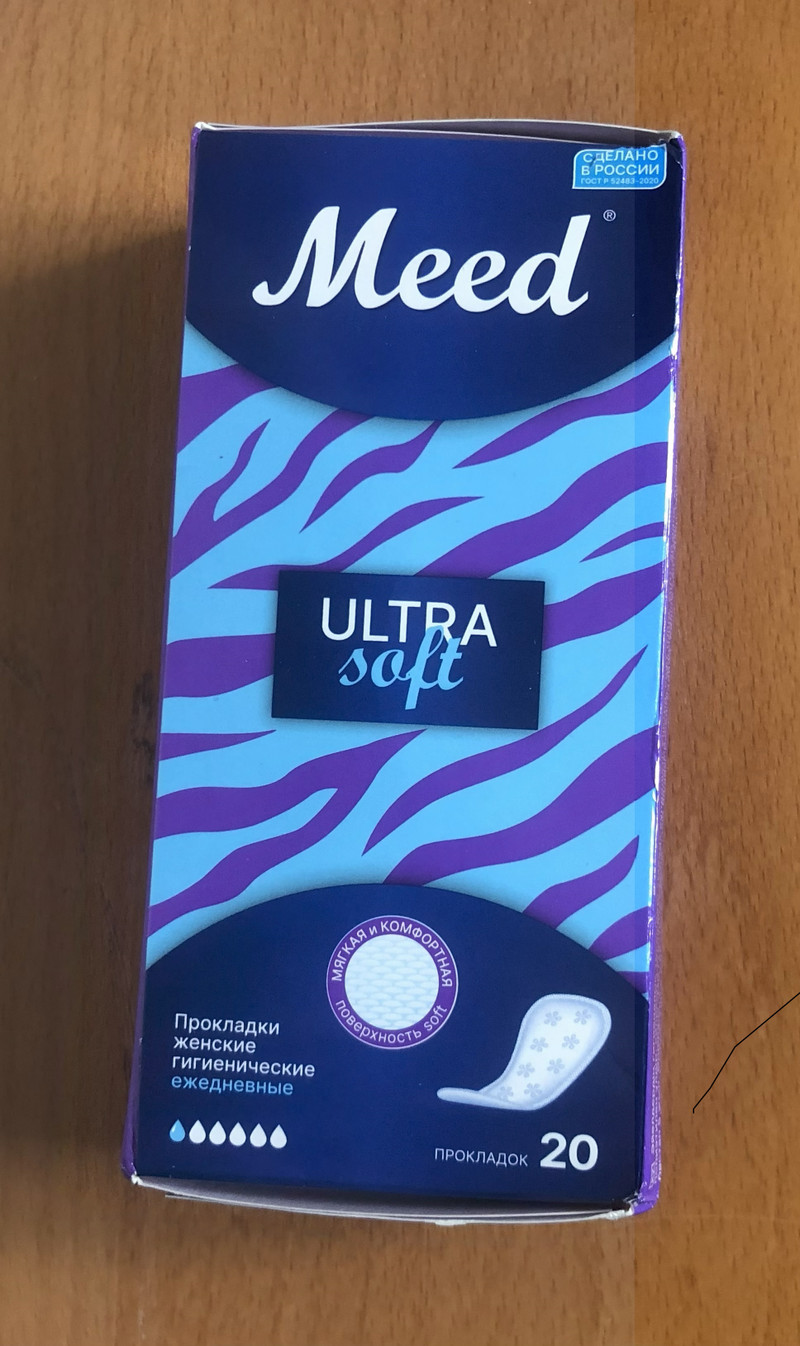 СДЕЛАНО
В РОССИИ
ГОСТ Р 52483-2020
Meed®
ULTRA
soft
МЯГКАЯ и КОМФОРТНАЯ
поверхность soft
Прокладки
женские
гигиенические
ежедневные
ПРОКЛАДОК 20